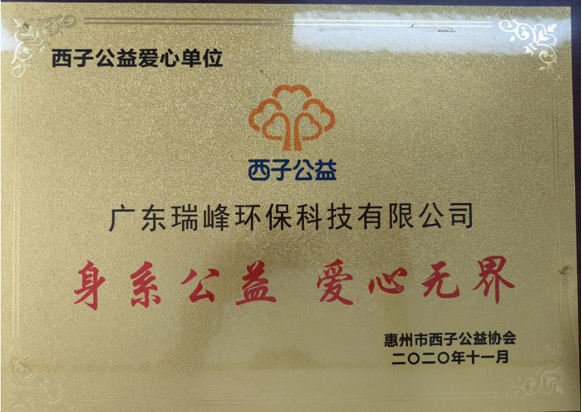 西子公益爱心单位
西子公益
广东瑞峰环保科技有限公司
身系公益 爱心无界
惠州市西子公益协会
二〇二〇年十一月